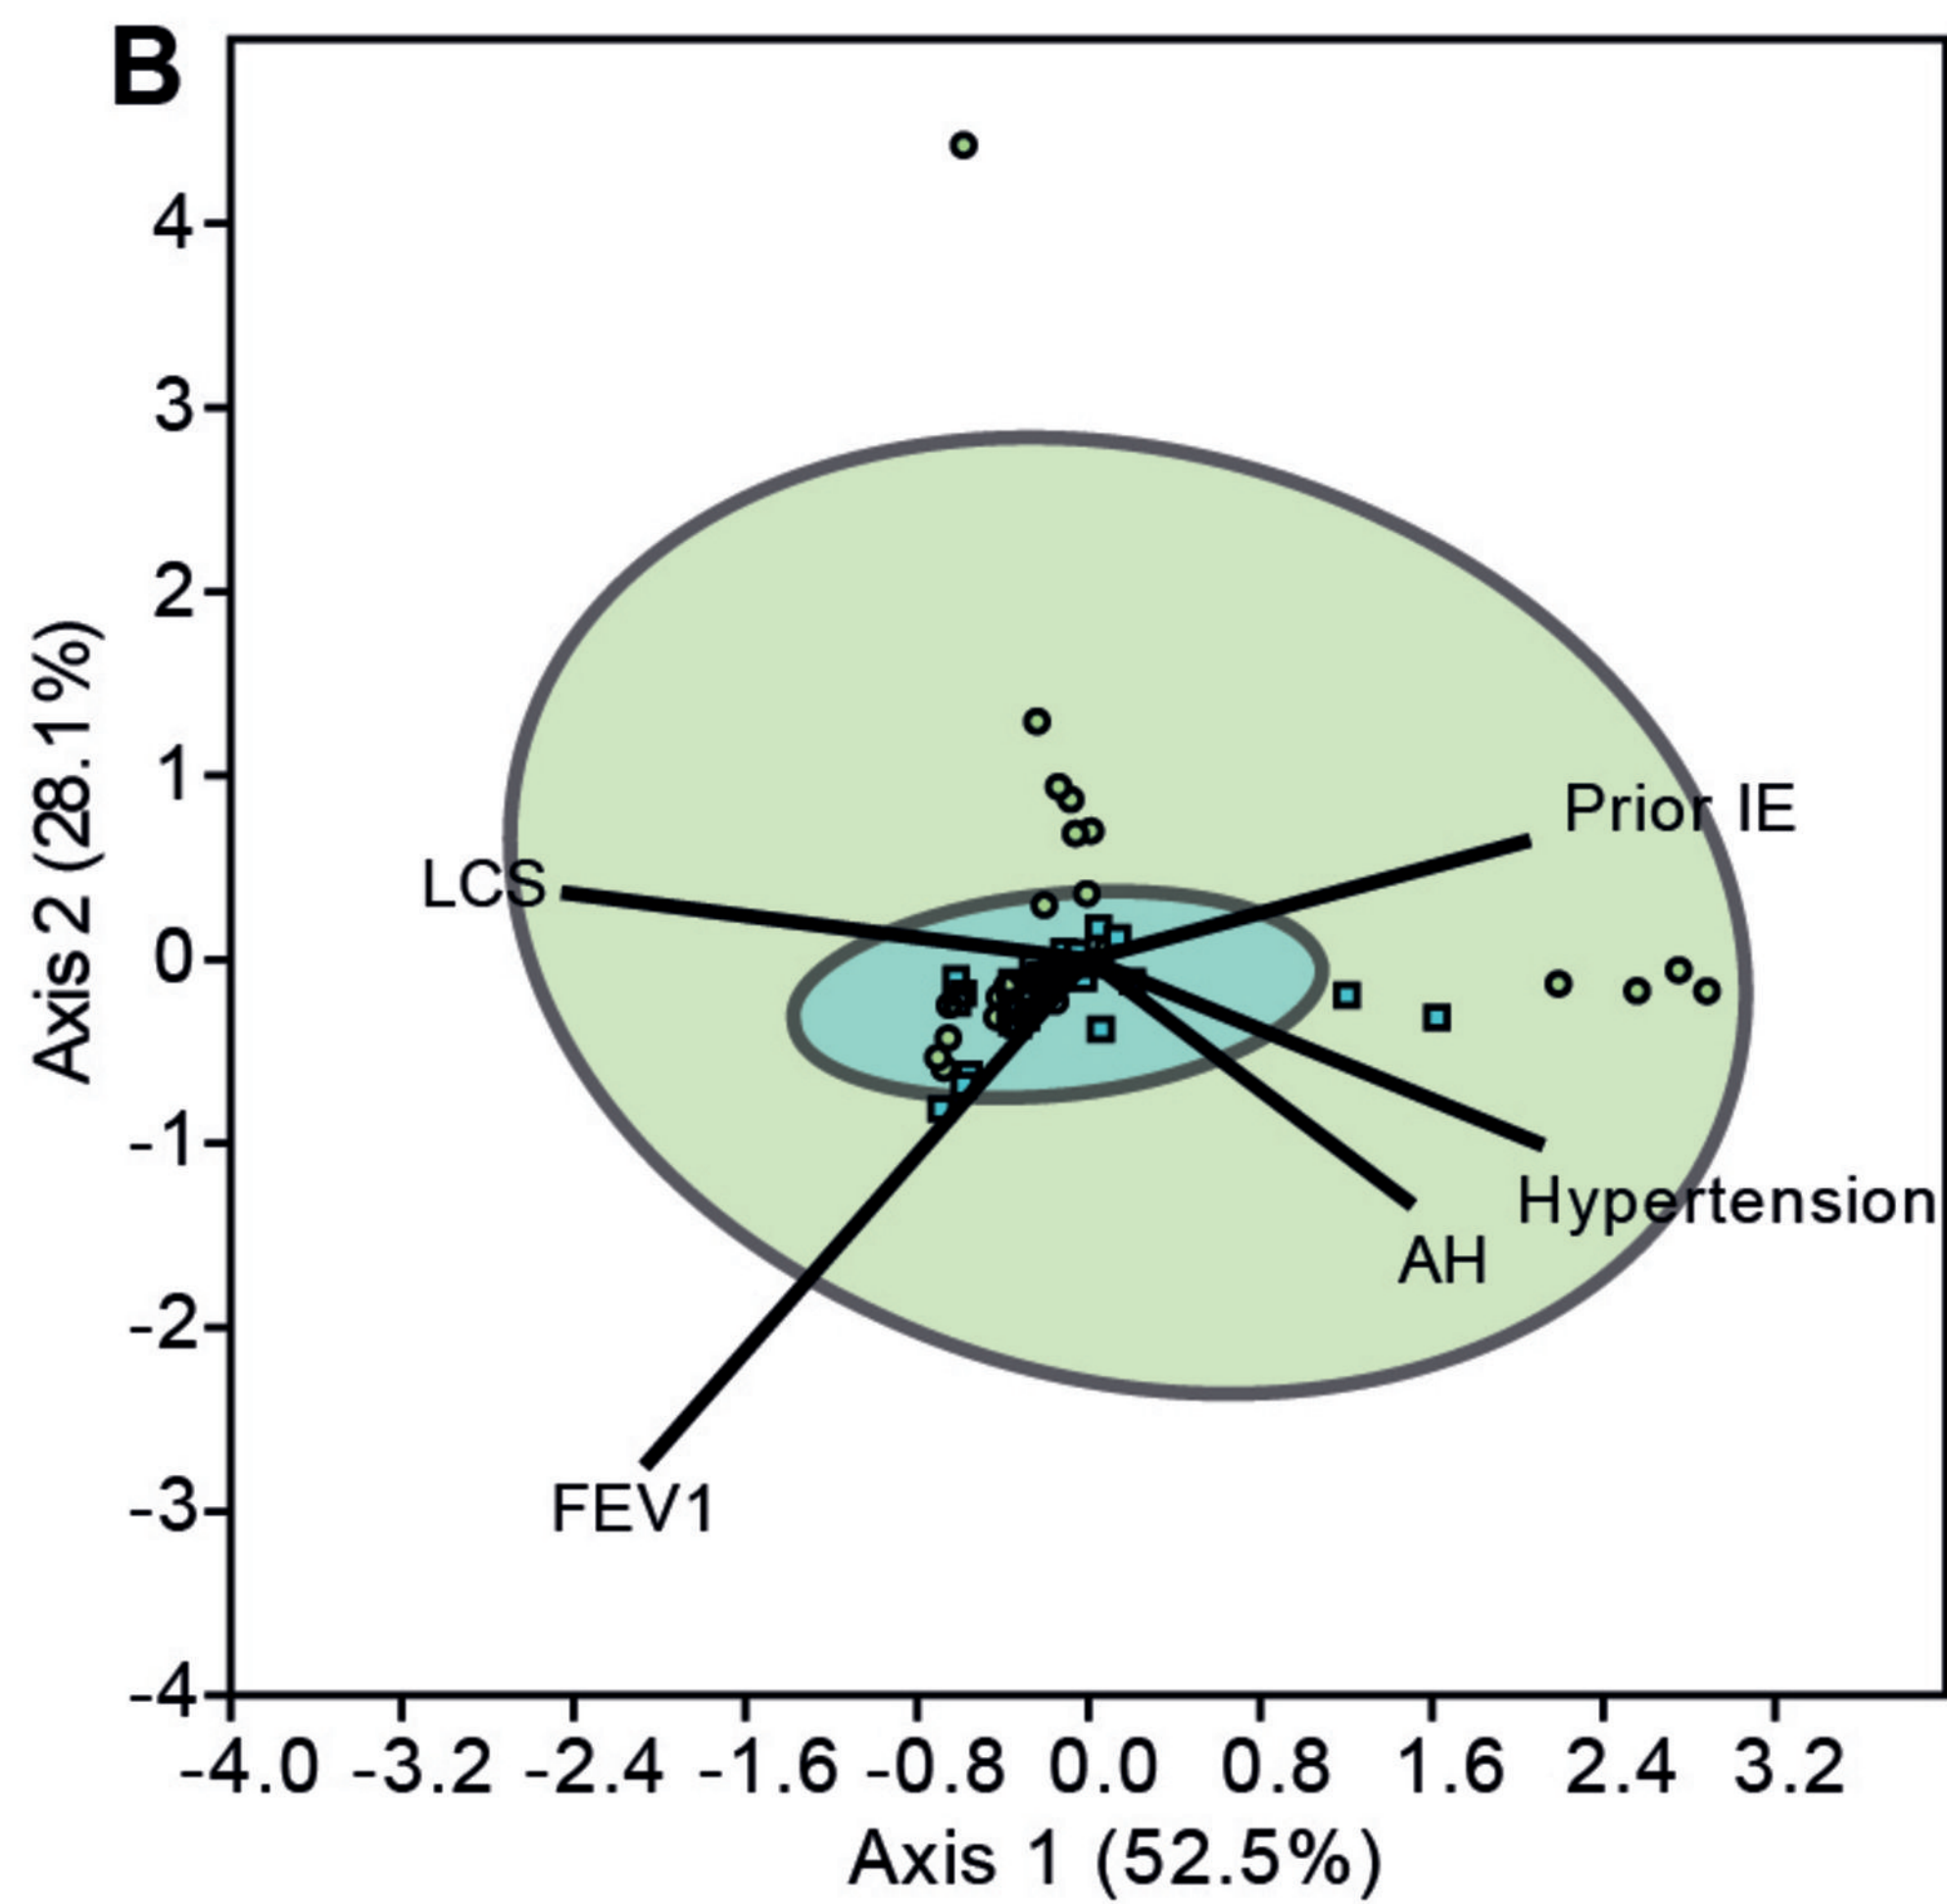 B
4
3
2
1
0
-1
-2
-3
-4
Axis 2 (28.1%)
Prior IE
LCS
Hypertension
AH
FEV1
-4.0 -3.2 -2.4 -1.6 -0.8 0.0 0.8 1.6 2.4 3.2
Axis 1 (52.5%)